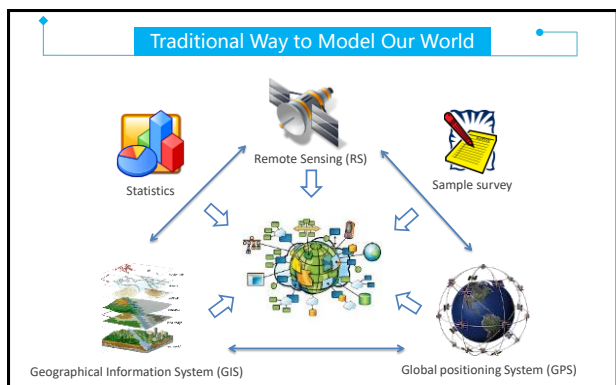 Traditional Way to Model Our World
Remote Sensing (RS)
Statistics
Sample survey
Geographical Information System (GIS)
Global positioning System (GPS)